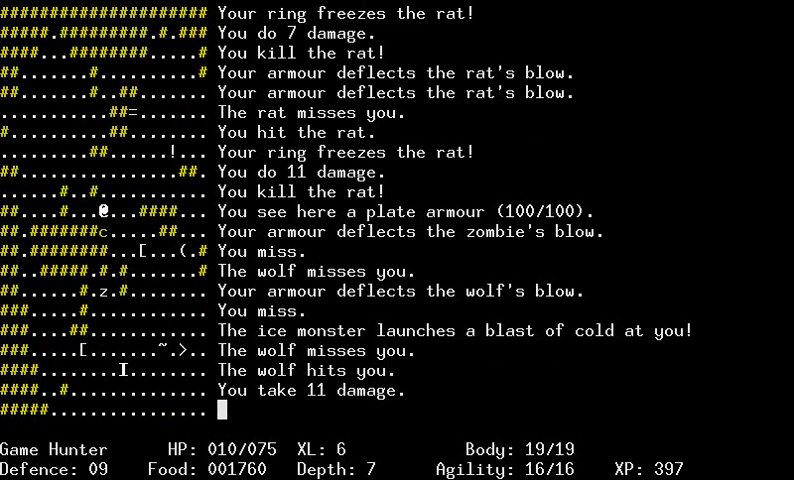 ##################### Your ring freezes the rat!
#####.#########.#.### You do 7 damage.
####...########.....# You kill the rat!
##.......#..........# Your armour deflects the rat's blow.
##.......#..##....... Your armour deflects the rat's blow.
...........##=....... The rat misses you.
#..........##........ You hit the rat.
.........##......!... Your ring freezes the rat!
##................##. You do 11 damage.
......#..#........... You kill the rat!
##....#...@...####... You see here a plate armour (100/100).
##.#######c.....##... Your armour deflects the zombie's blow.
##.########...[...(.# You miss.
##..#####.#.#.......# The wolf misses you.
##......#.z.#........ Your armour deflects the wolf's blow.
###.....#............ You miss.
###....##............ The ice monster launches a blast of cold at you!
###.....[.......~.>.. The wolf misses you.
####........I........ The wolf hits you.
####..#.............. You take 11 damage.
#####................
Game Hunter HP: 010/075 XL: 6 Body: 19/19
Defence: 09 Food: 001760 Depth: 7 Agility: 16/16 XP: 397